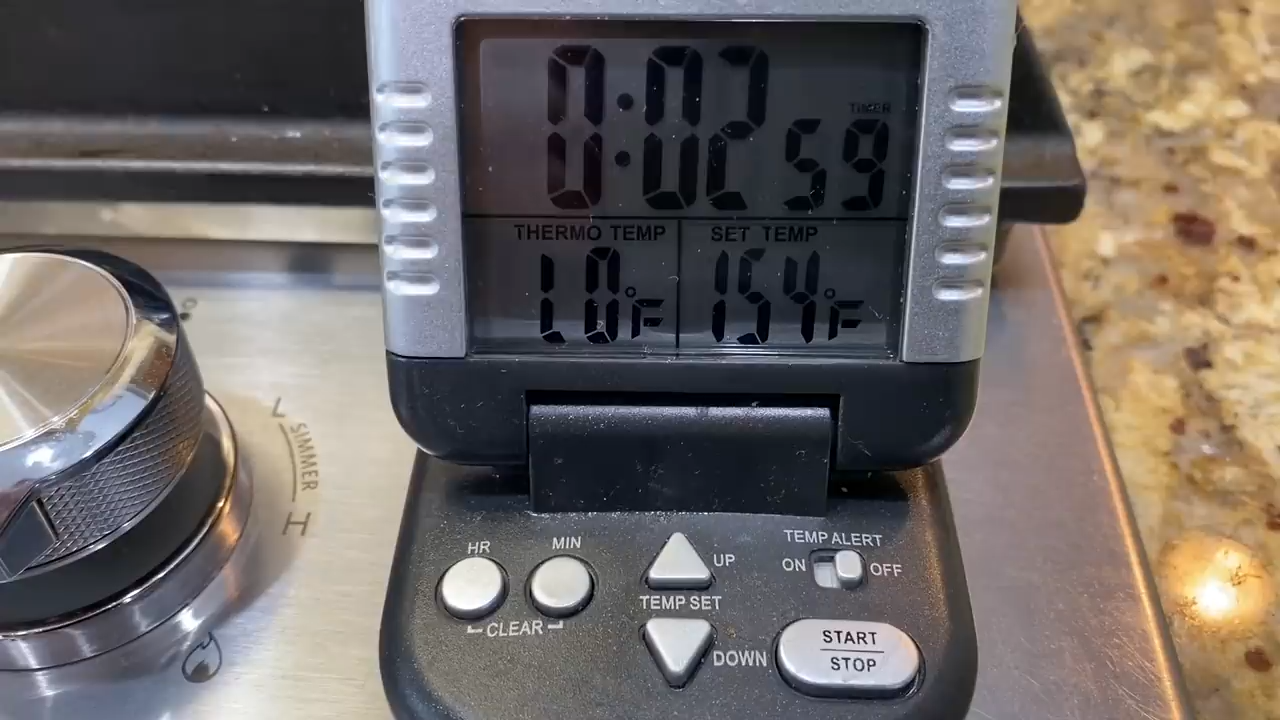 TIMER
0:02 59
THERMO TEMP SET TEMP
L0°F 154°F
SIMMER
HR MIN
CLEAR
UP
TEMP SET
DOWN
TEMP ALERT
ON OFF
START
STOP